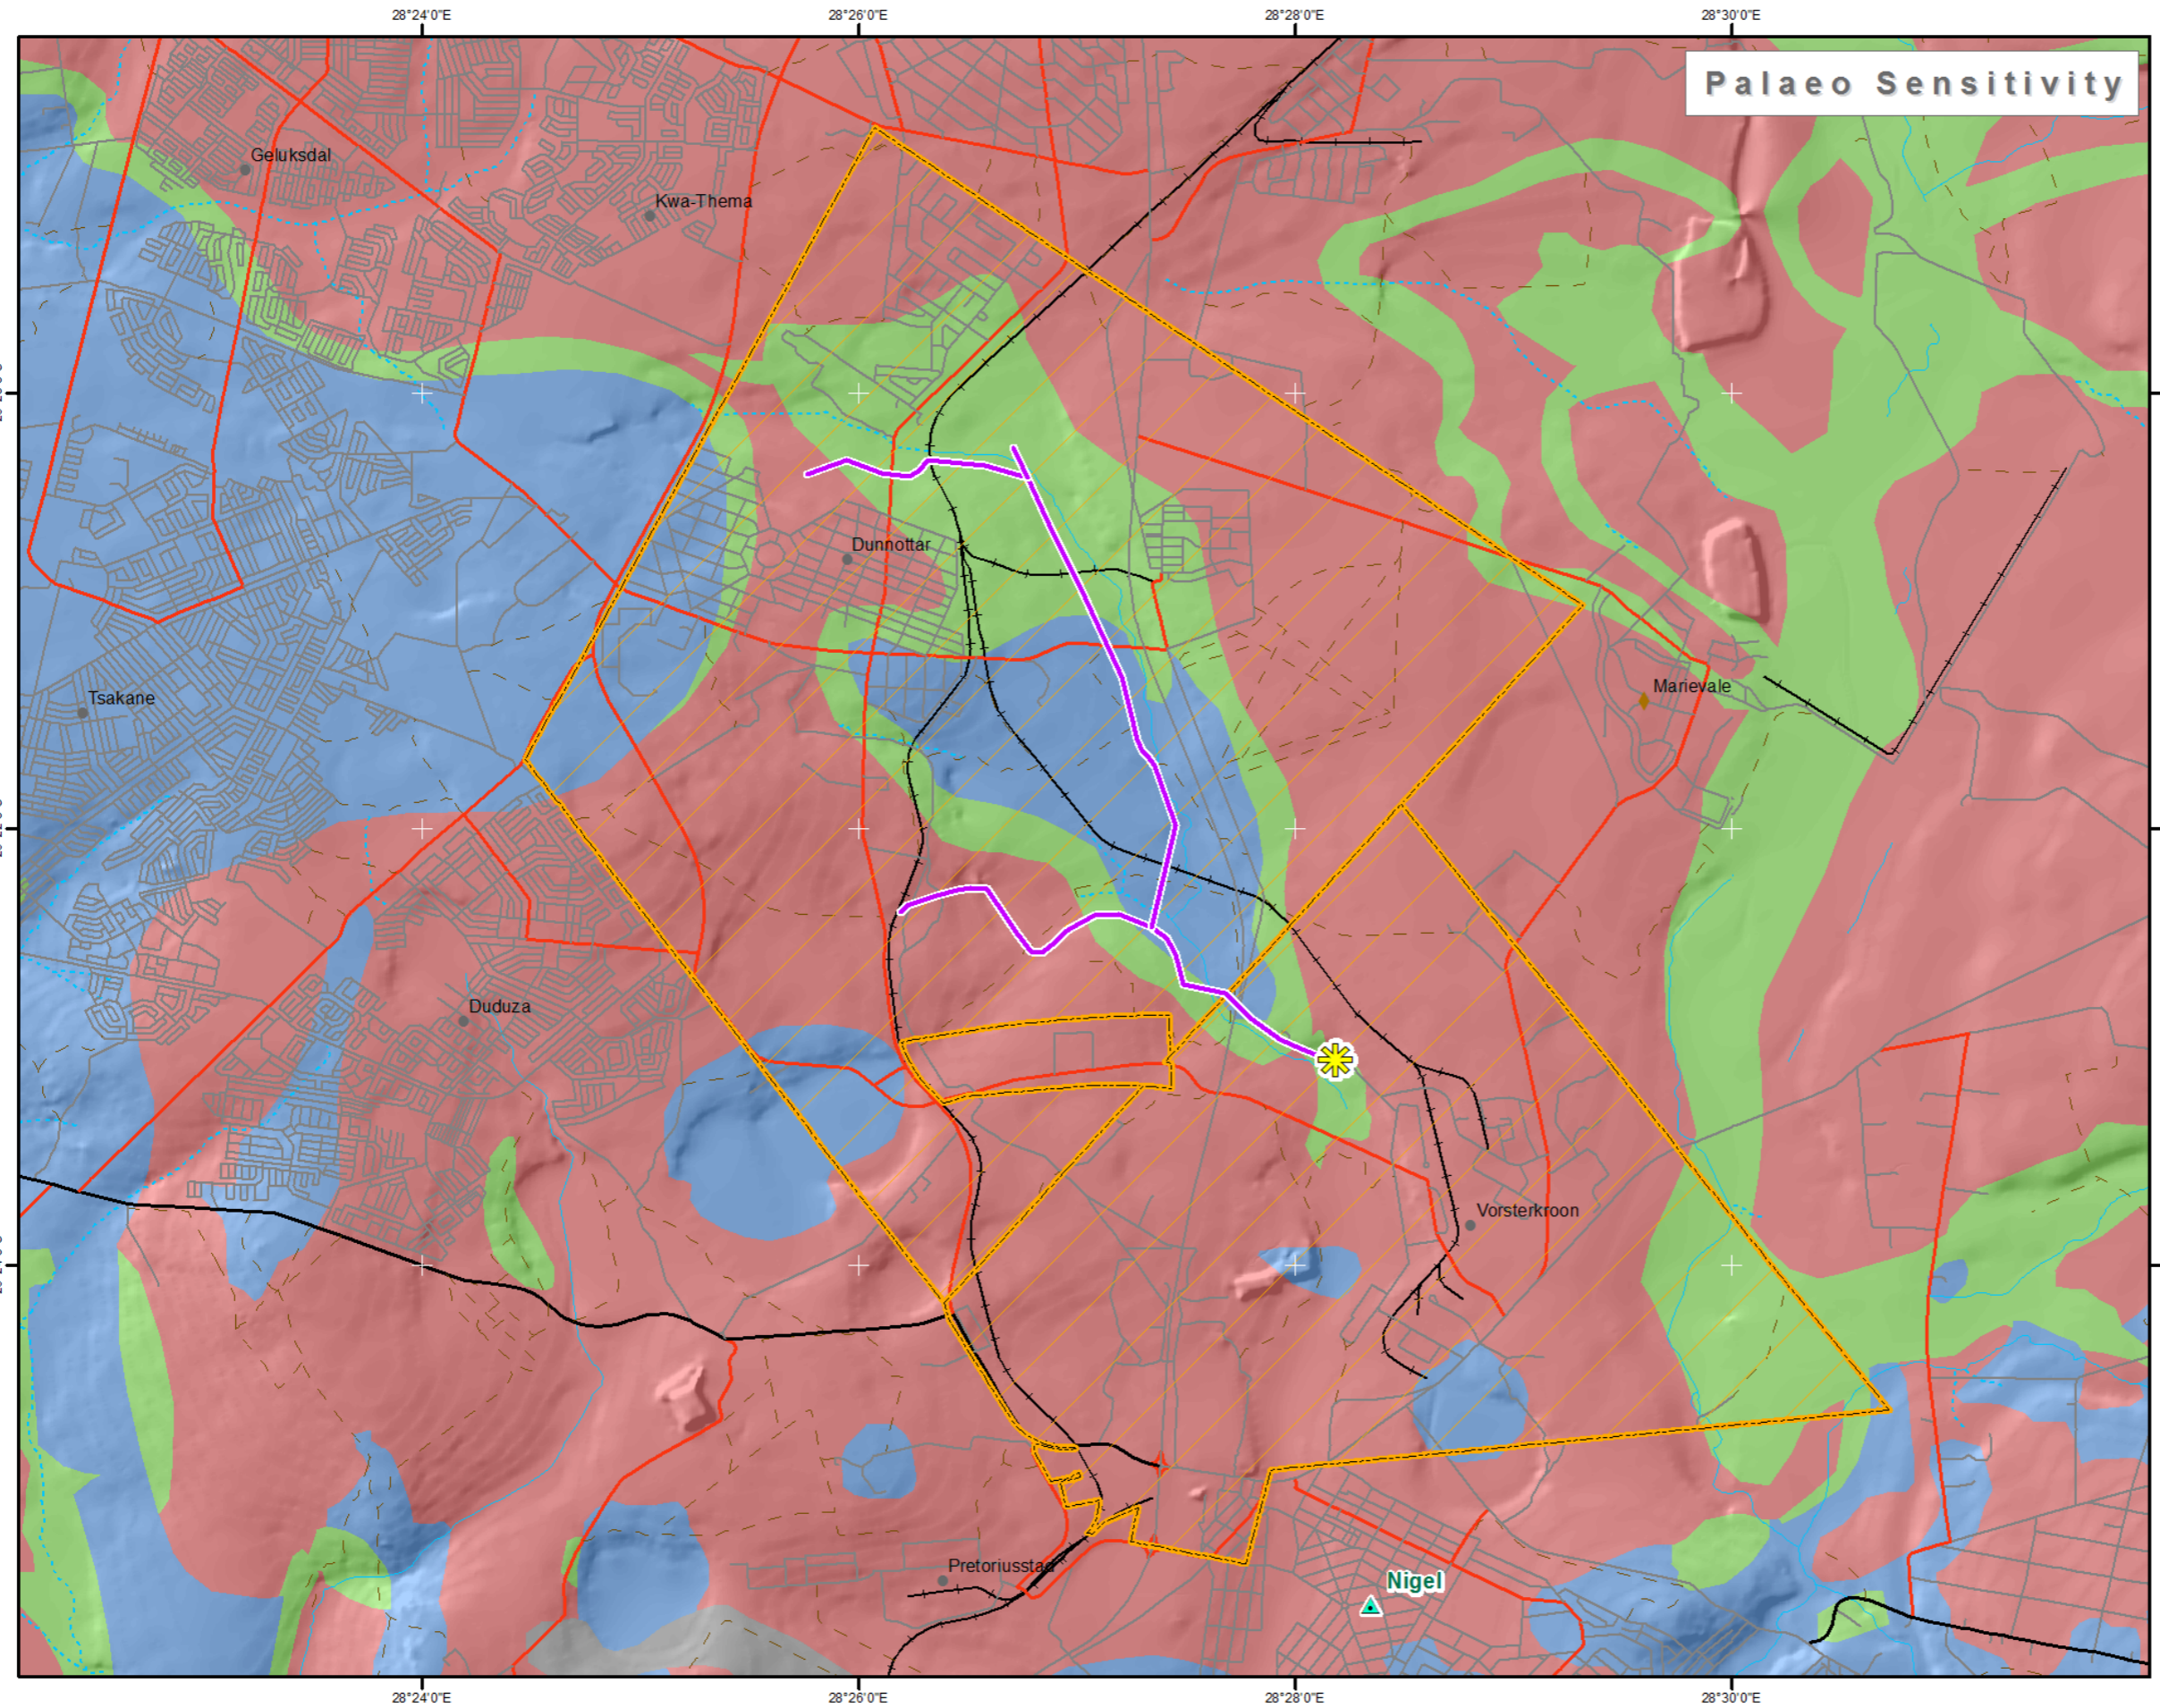 28°24'0"E
28°26'0"E
28°28'0"E
28°30'0"E
Palaeo Sensitivity
Geluksdal
Kwa-Thema
Dunnottar
Tsakane
Marievale
Duduza
Vorsterkroon
Pretoriusstad
Nigel
28°24'0"E
28°26'0"E
28°28'0"E
28°30'0"E